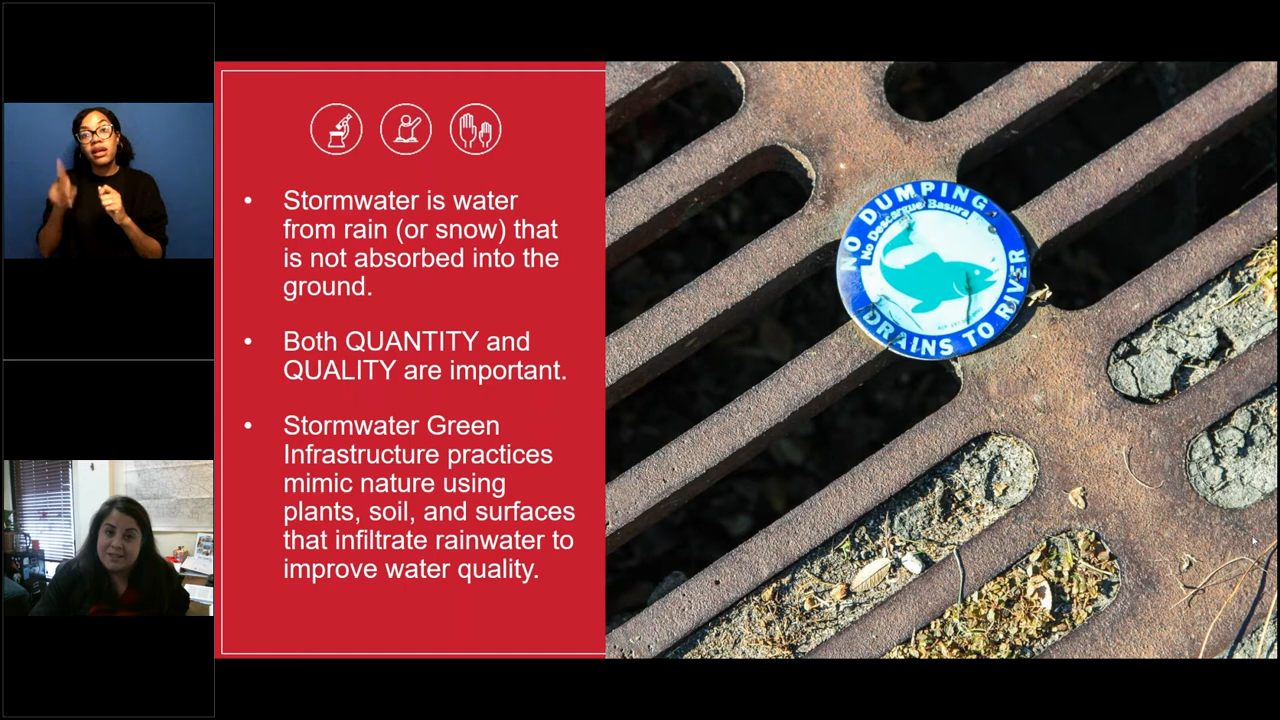 • Stormwater is water
from rain (or snow) that
is not absorbed into the
ground.
• Both QUANTITY and
QUALITY are important.
• Stormwater Green
Infrastructure practices
mimic nature using
plants, soil, and surfaces
that infiltrate rainwater to
improve water quality.
NO DUMPING
No Descargue Basura
DRAINS TO RIVER